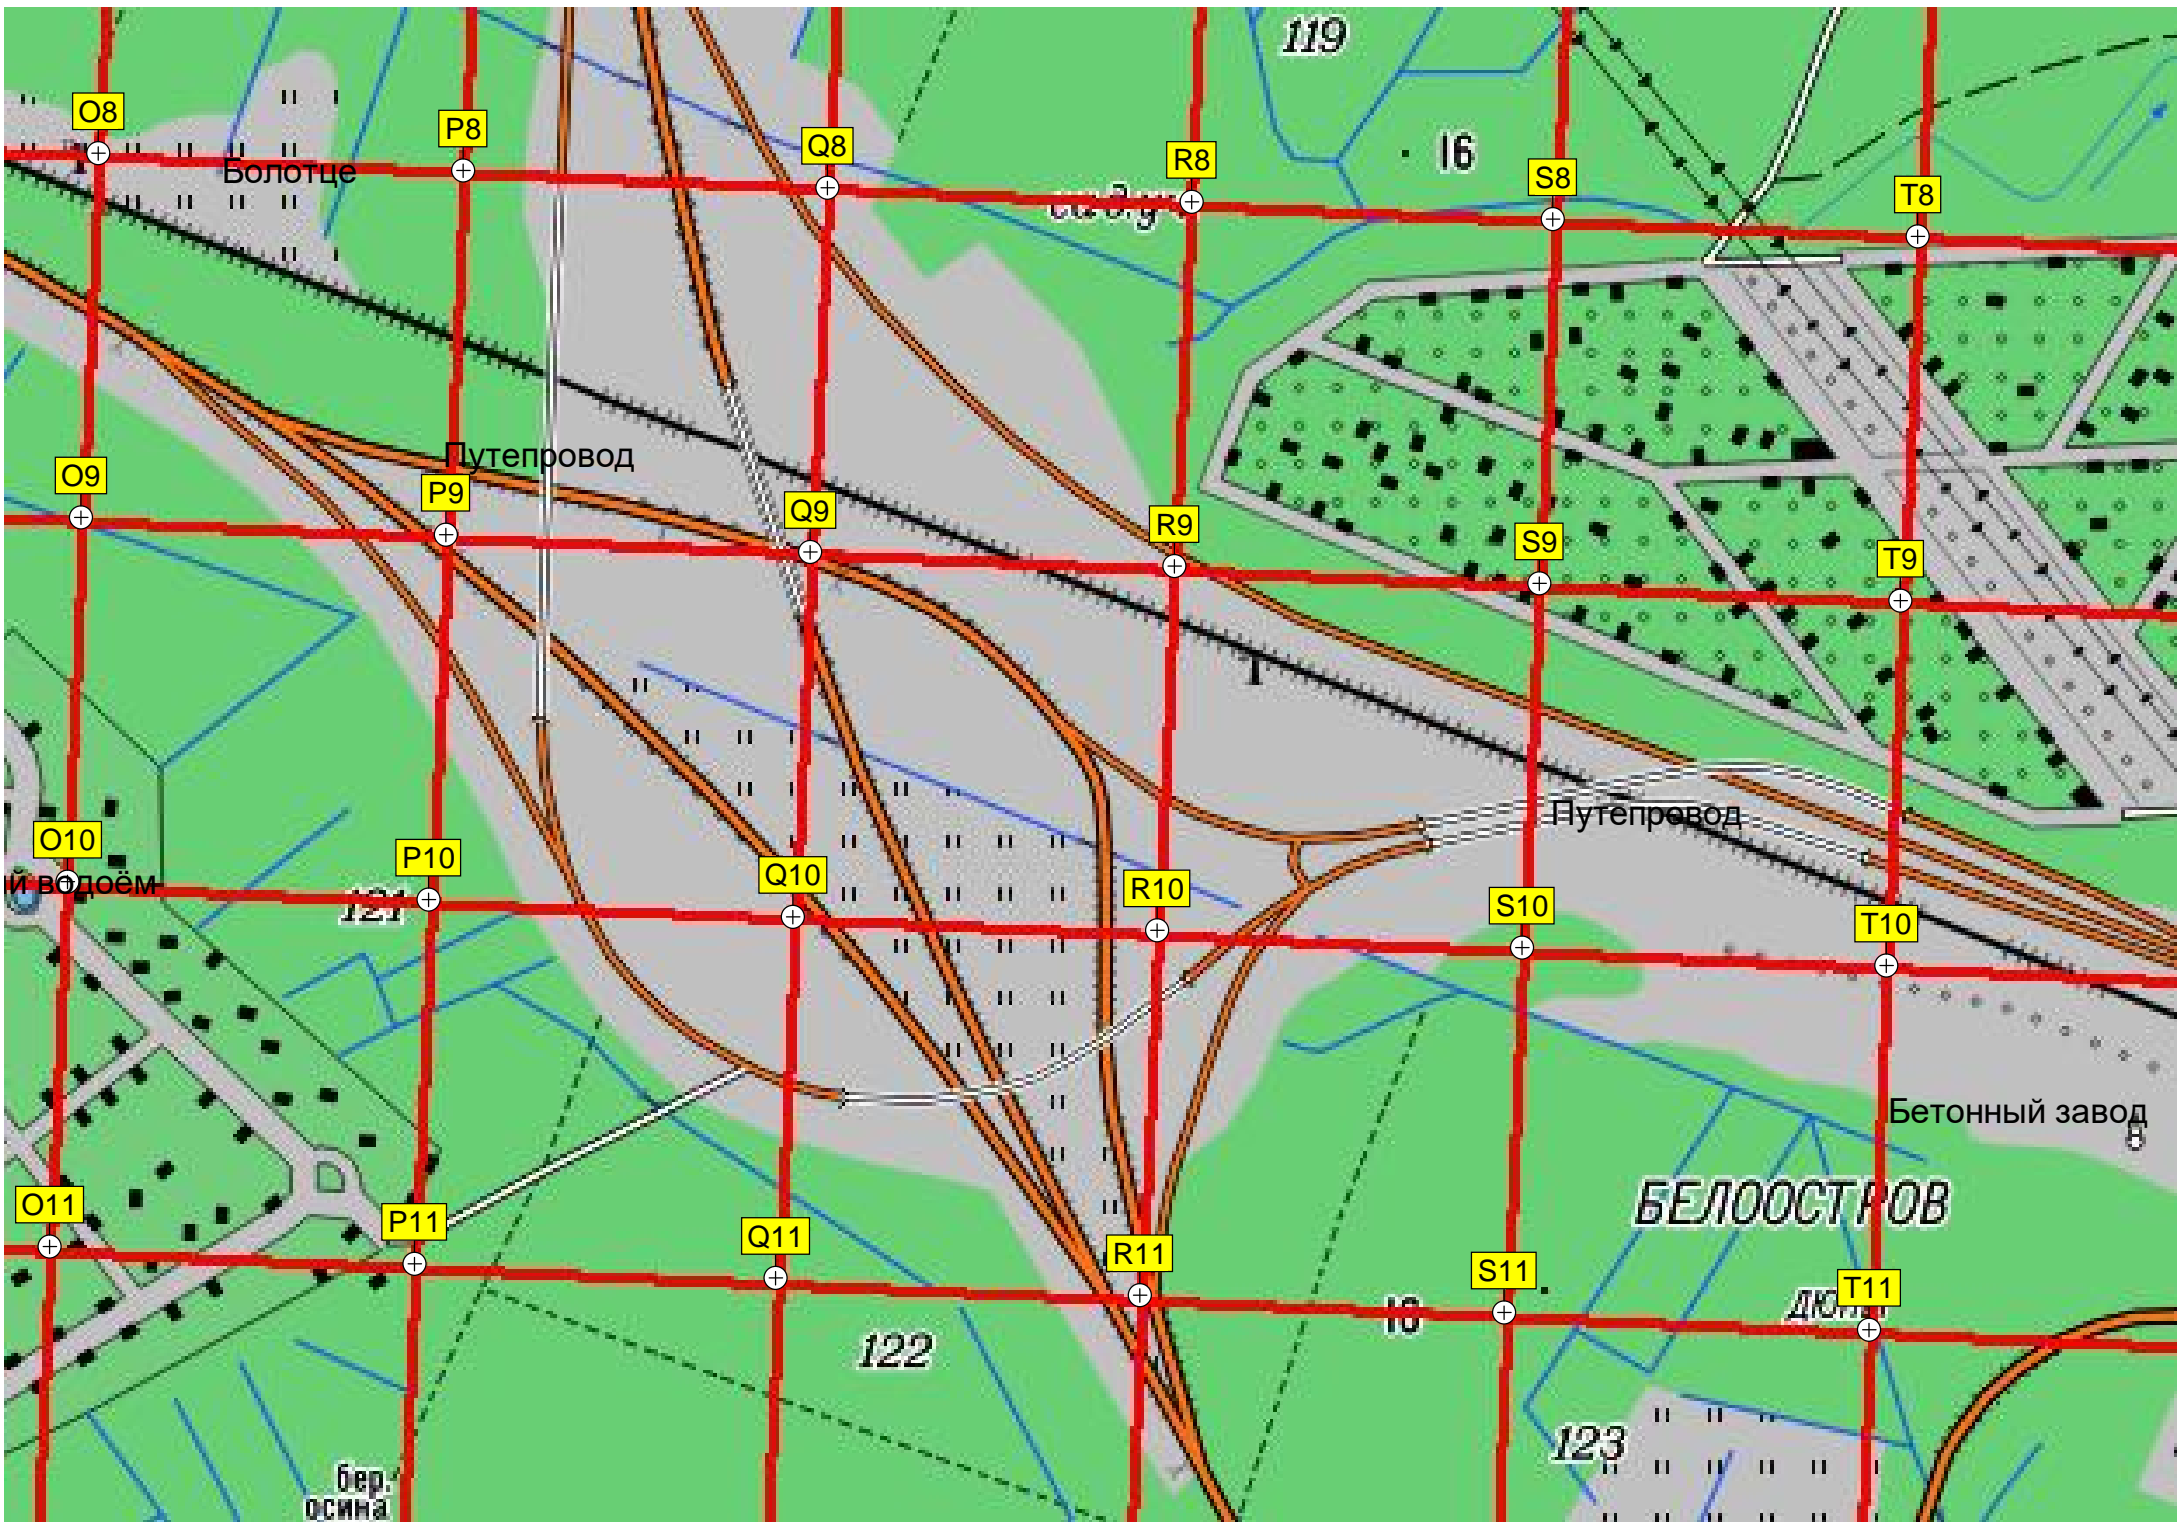 119
O8
P8
Q8
R8
S8
T8
16
Болотце
сад.уч
Путепровод
O9
P9
Q9
R9
S9
T9
Путепровод
O10
P10
Q10
R10
S10
T10
й водоём
121
Бетонный завод
БЕЛООСТРОВ
O11
P11
Q11
R11
S11
T11
122
123
бер.
осина